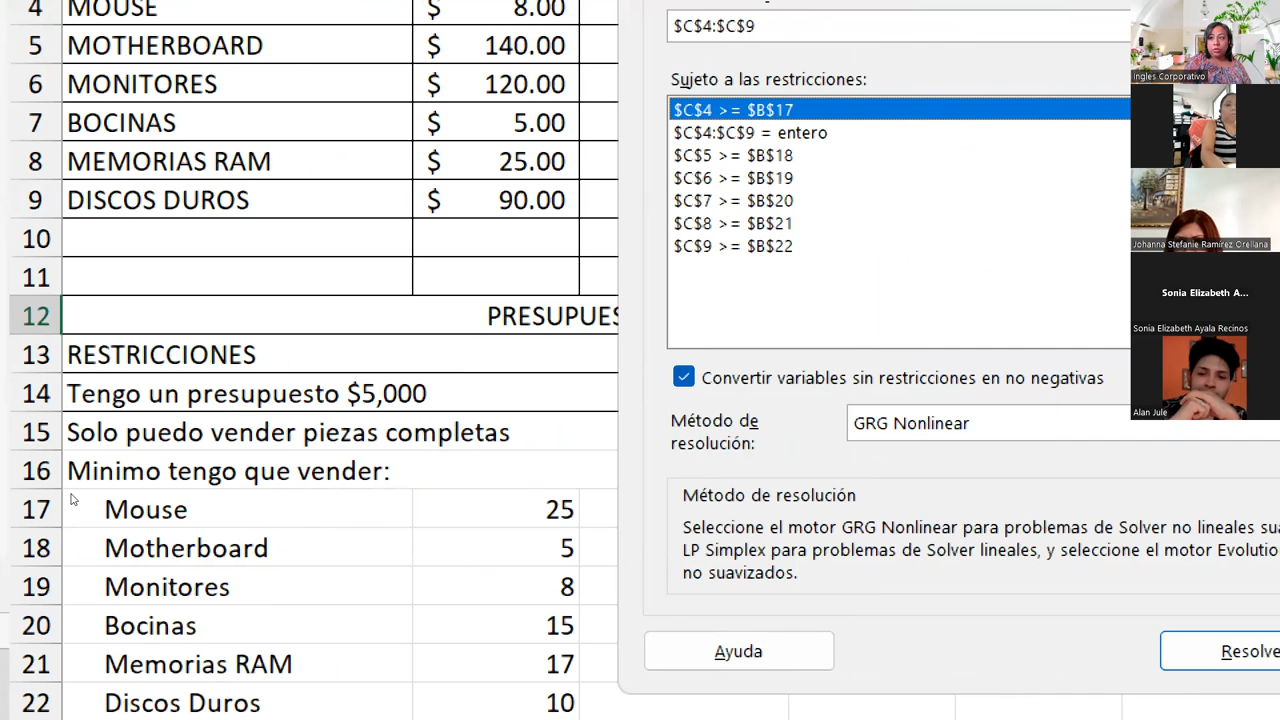 4 MOUSE $ 8.00
5 MOTHERBOARD $ 140.00
6 MONITORES $ 120.00
7 BOCINAS $ 5.00
8 MEMORIAS RAM $ 25.00
9 DISCOS DUROS $ 90.00
10
11
12 PRESUPUES
13 RESTRICCIONES
14 Tengo un presupuesto $5,000
15 Solo puedo vender piezas completas
16 Minimo tengo que vender:
17 Mouse 25
18 Motherboard 5
19 Monitores 8
20 Bocinas 15
21 Memorias RAM 17
22 Discos Duros 10
$C$4:$C$9
Sujeto a las restricciones:
$C$4 >= $B$17
$C$4:$C$9 = entero
$C$5 >= $B$18
$C$6 >= $B$19
$C$7 >= $B$20
$C$8 >= $B$21
$C$9 >= $B$22
Convertir variables sin restricciones en no negativas
Método de
resolución:
GRG Nonlinear
Método de resolución
Seleccione el motor GRG Nonlinear para problemas de Solver no lineales sua
LP Simplex para problemas de Solver lineales, y seleccione el motor Evolutio
no suavizados.
Ayuda
Resolve
Ingles Corporativo
Johanna Stefanie Ramírez Orellana
Sonia Elizabeth A...
Sonia Elizabeth Ayala Recinos
Alan Jule